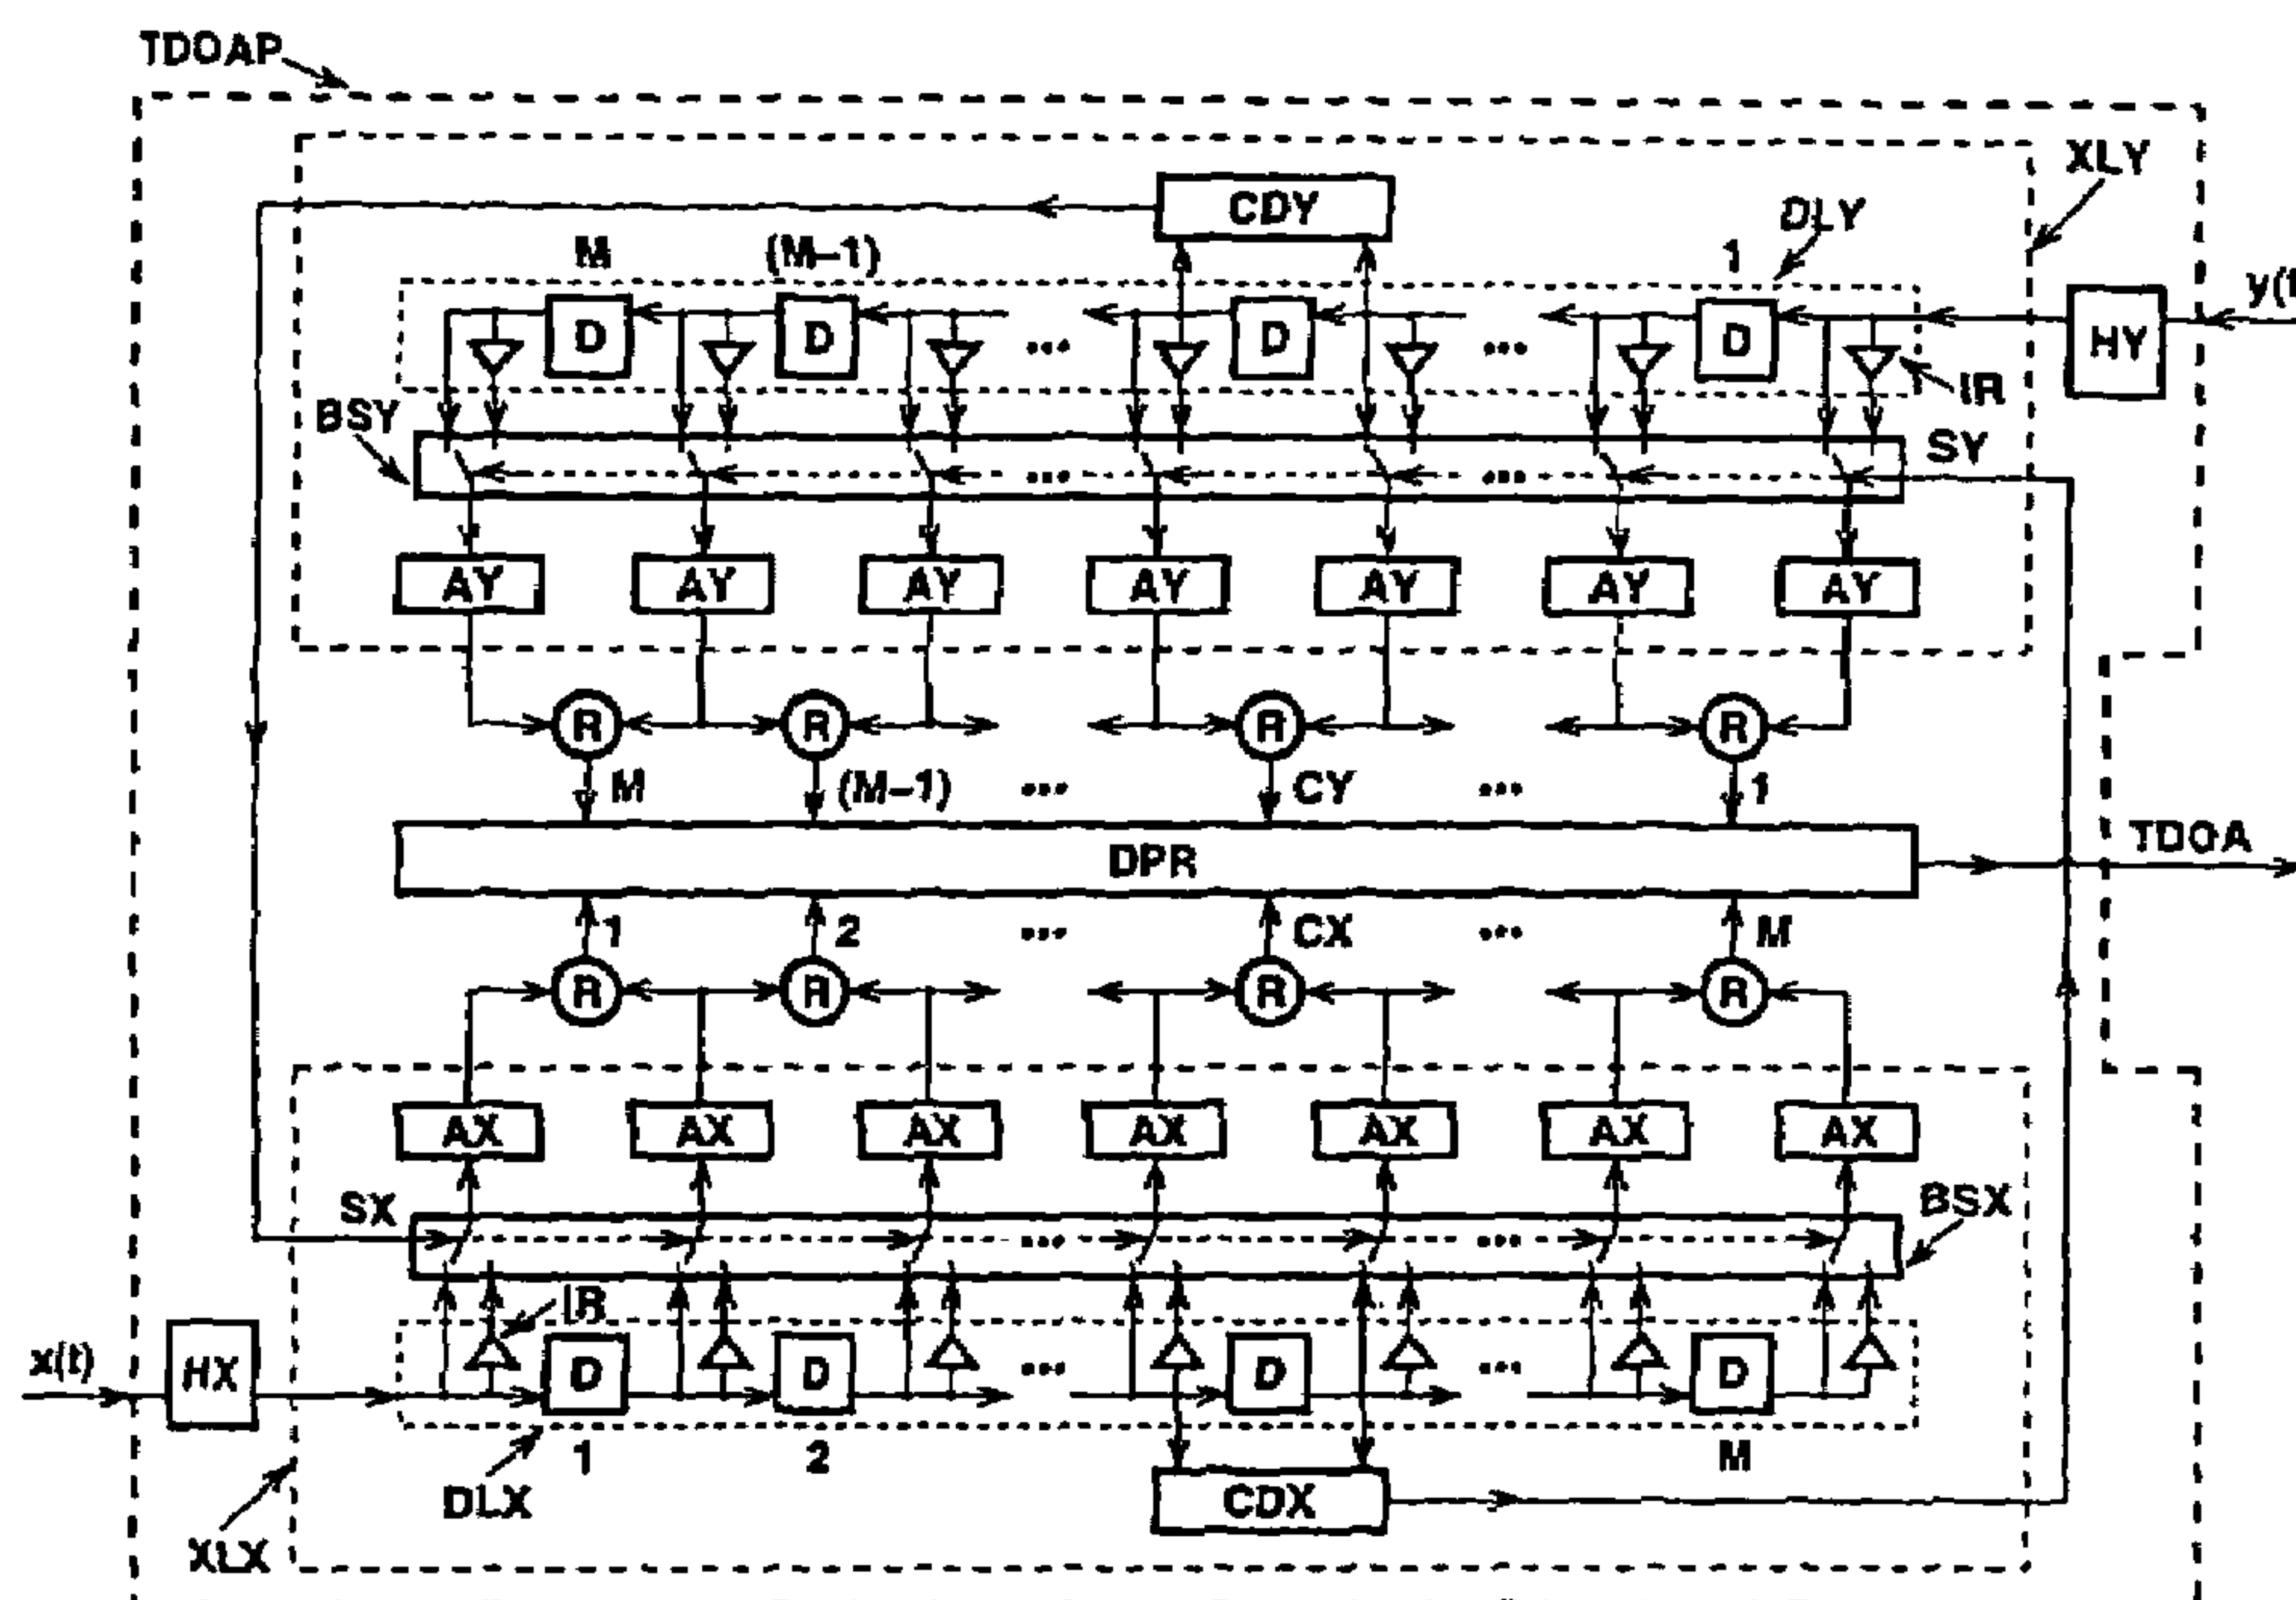 TDOAP
XLY
CDY
DLY
M (M–1) 1
y(t
D D D D
HY
...
...
IR
BSY
SY
...
...
AY AY AY AY AY AY AY
R R R R
M (M–1) ... CY ... 1
DPR
TDOA
1 2 ... CX ... M
R R R R
AX AX AX AX AX AX AX
SX
BSX
...
...
IR
x(t)
HX
D D ... D ... D
1 2 M
DLX
CDX
XLX